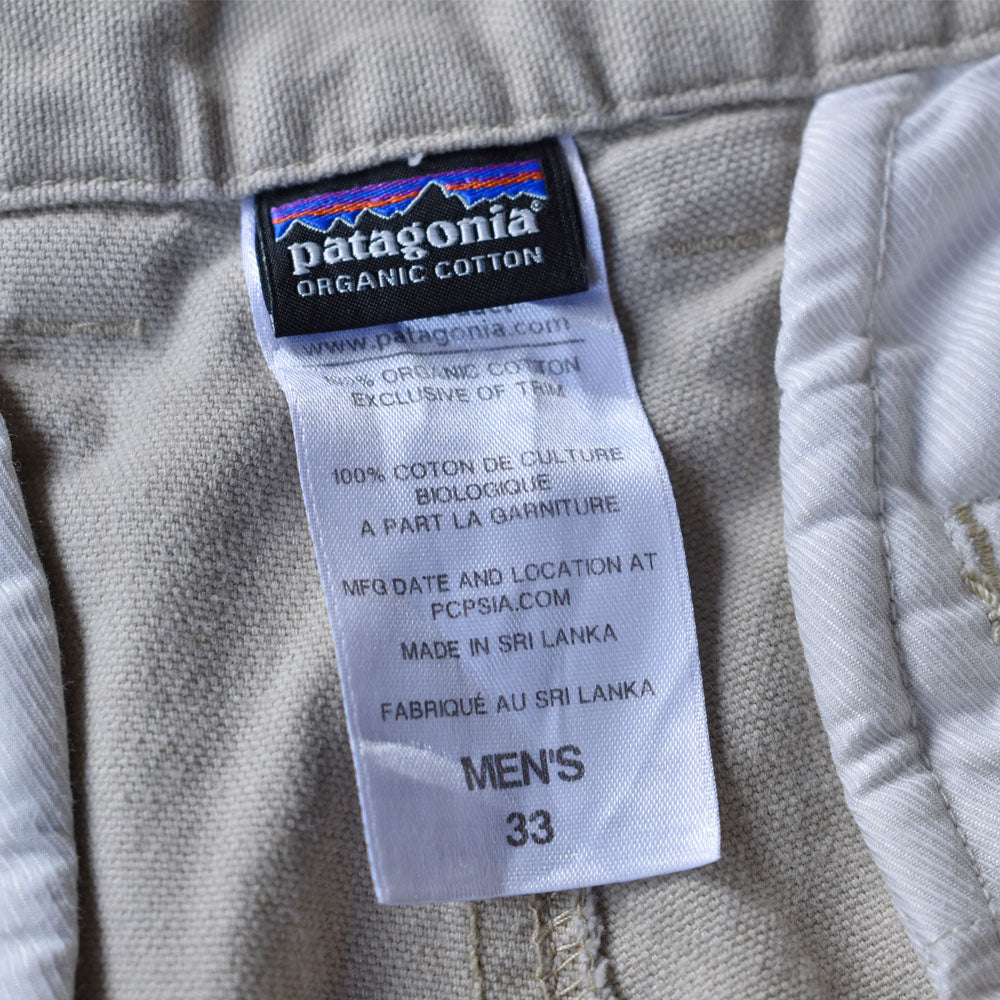 patagonia®
ORGANIC COTTON
www.patagonia.com
100% ORGANIC COTTON
EXCLUSIVE OF TRIM
100% COTON DE CULTURE
BIOLOGIQUE
A PART LA GARNITURE
MFG DATE AND LOCATION AT
PCPSIA.COM
MADE IN SRI LANKA
FABRIQUÉ AU SRI LANKA
MEN'S
33